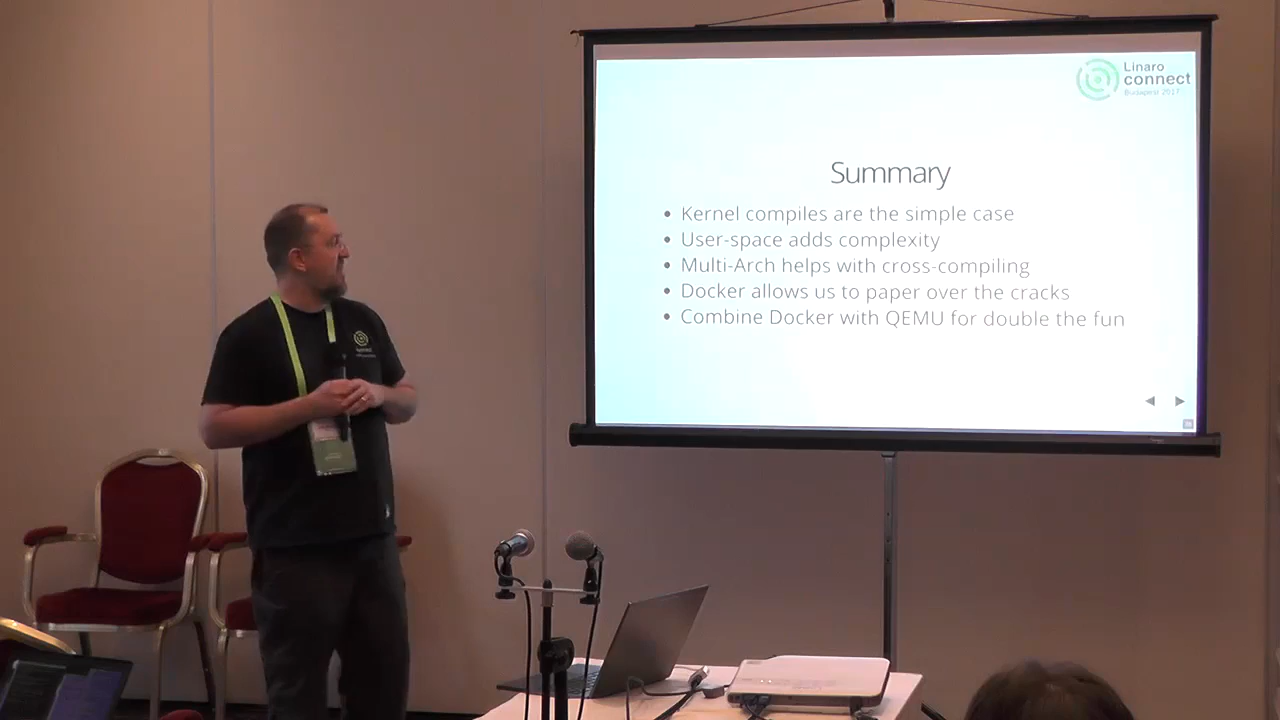 Linaro
connect
Budapest 2017
Summary
• Kernel compiles are the simple case
• User-space adds complexity
• Multi-Arch helps with cross-compiling
• Docker allows us to paper over the cracks
• Combine Docker with QEMU for double the fun